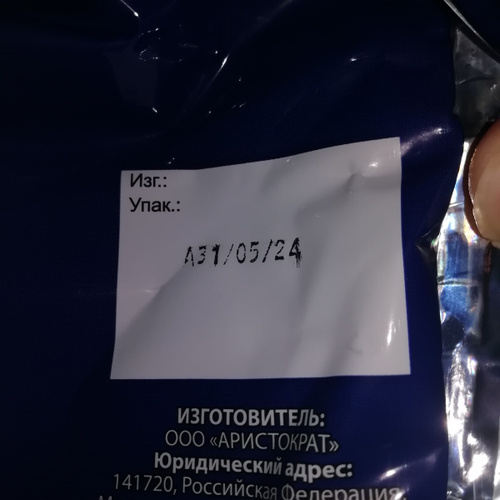 Изг.:
Упак.:
А31/05/24
ИЗГОТОВИТЕЛЬ:
ООО «АРИСТОКРАТ»
Юридический адрес:
141720, Российская Федерация